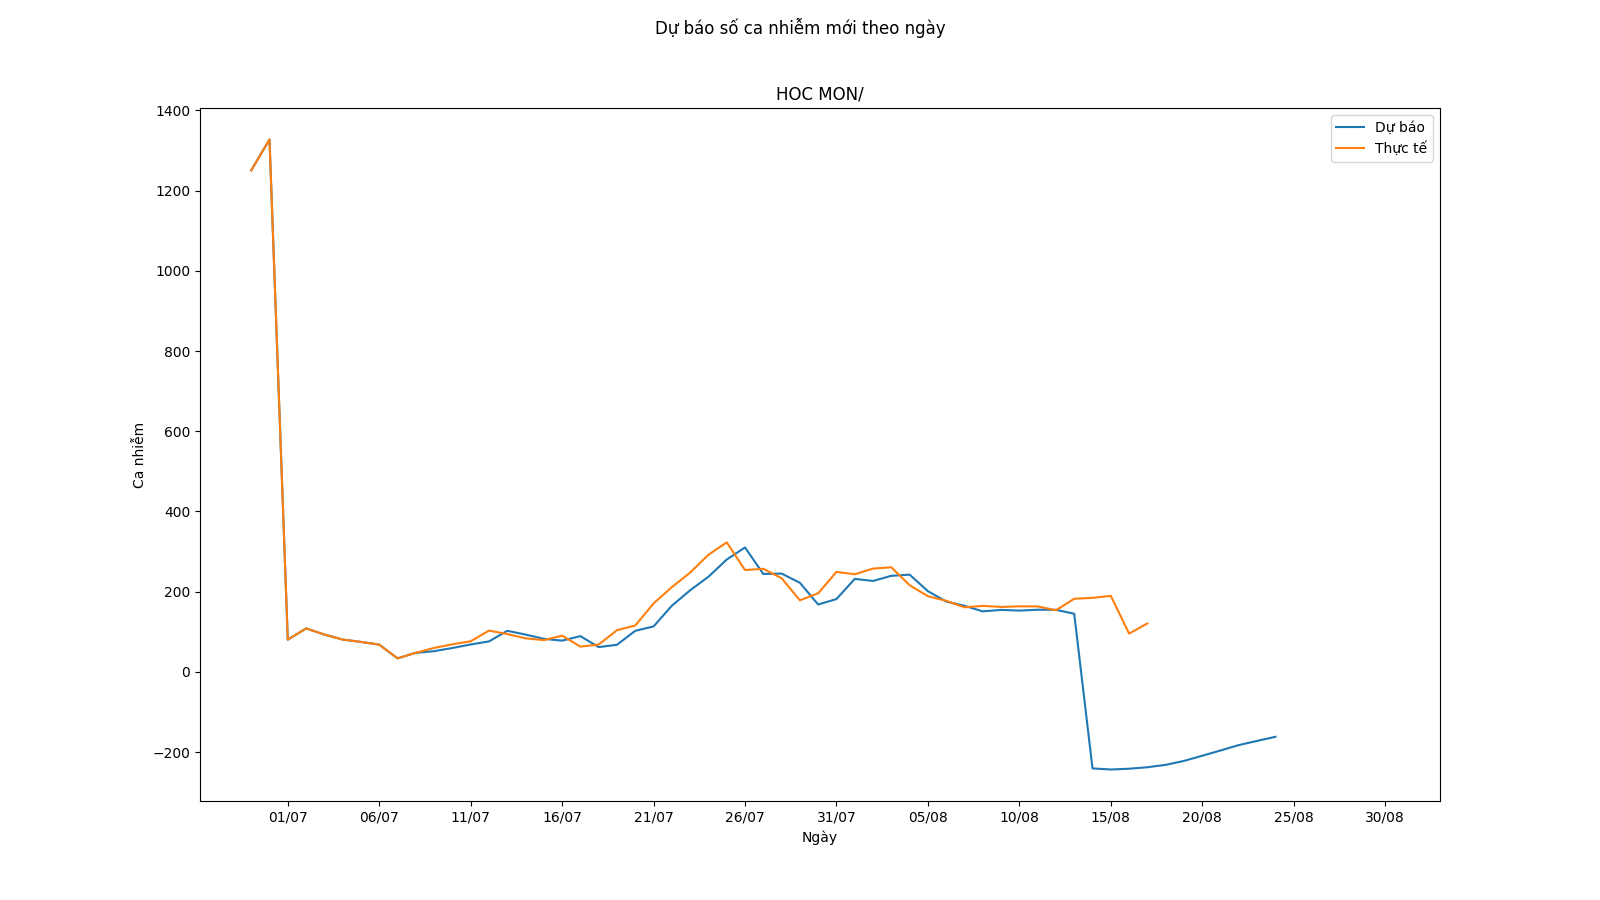 Dự báo số ca nhiễm mới theo ngày
HOC MON/
Dự báo
Thực tế
1400
1200
1000
800
600
400
200
0
−200
Ca nhiễm
01/07 06/07 11/07 16/07 21/07 26/07 31/07 05/08 10/08 15/08 20/08 25/08 30/08
Ngày